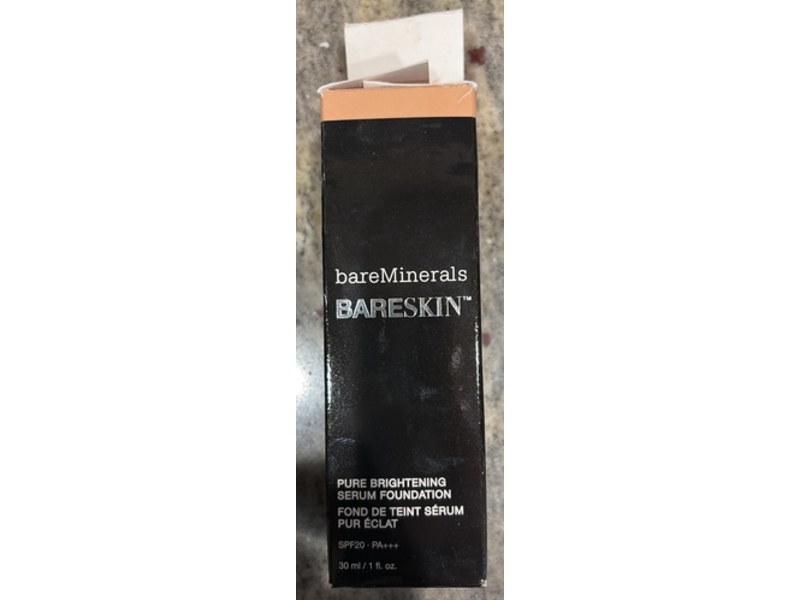 bareMinerals
BARESKIN™
PURE BRIGHTENING
SERUM FOUNDATION
FOND DE TEINT SÉRUM
PUR ÉCLAT
SPF20 · PA+++
30 ml / 1 fl. oz.